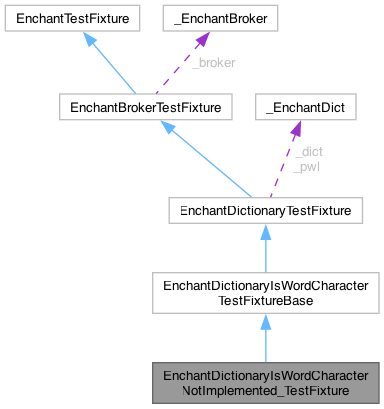 EnchantTestFixture
_EnchantBroker
_broker
EnchantBrokerTestFixture
_EnchantDict
_dict
_pwl
EnchantDictionaryTestFixture
EnchantDictionaryIsWordCharacter
TestFixtureBase
EnchantDictionaryIsWordCharacter
NotImplemented_TestFixture